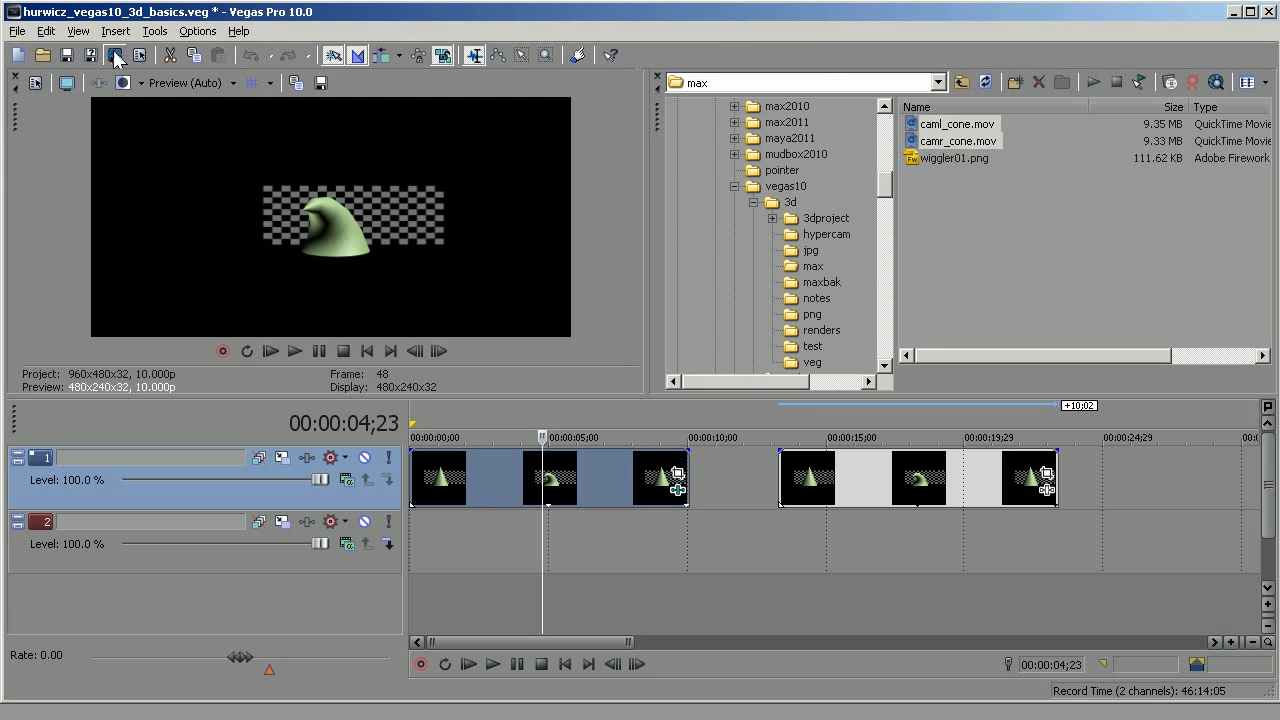 hurwicz_vegas10_3d_basics.veg * - Vegas Pro 10.0
File Edit View Insert Tools Options Help
Preview (Auto)
max
Name Size Type
max2010
max2011
maya2011
mudbox2010
pointer
vegas10
3d
3dproject
hypercam
jpg
max
maxbak
notes
png
renders
test
veg
caml_cone.mov 9.35 MB QuickTime Movie
camr_cone.mov 9.33 MB QuickTime Movie
wiggler01.png 111.62 KB Adobe Firework
Project: 960x480x32, 10.000p Frame: 48
Preview: 480x240x32, 10.000p Display: 480x240x32
+10;02
00:00:04;23
00:00:00;00 00:00:05;00 00:00:10;00 00:00:15;00 00:00:19;29 00:00:24;29 00:0
1
Level: 100.0 %
2
Level: 100.0 %
Rate: 0.00
00:00:04;23
Record Time (2 channels): 46:14:05